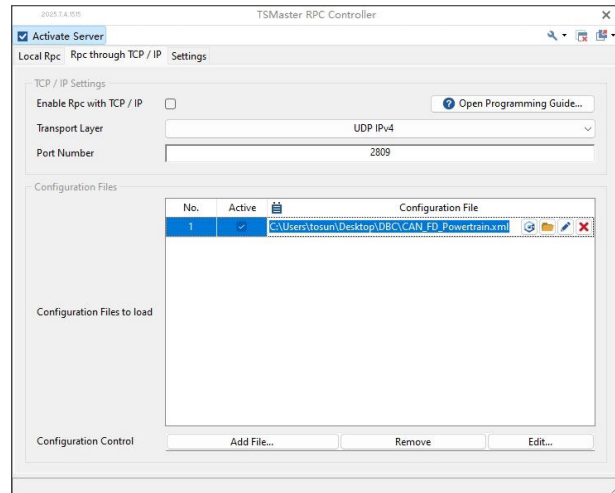 2025.7.4.1515 TSMaster RPC Controller
Activate Server
Local Rpc Rpc through TCP / IP Settings
TCP / IP Settings
Enable Rpc with TCP / IP Open Programming Guide...
Transport Layer UDP IPv4
Port Number 2809
Configuration Files
No. Active Configuration File
1 C:\Users\tosun\Desktop\DBC\CAN_FD_Powertrain.xml
Configuration Files to load
Configuration Control Add File... Remove Edit...